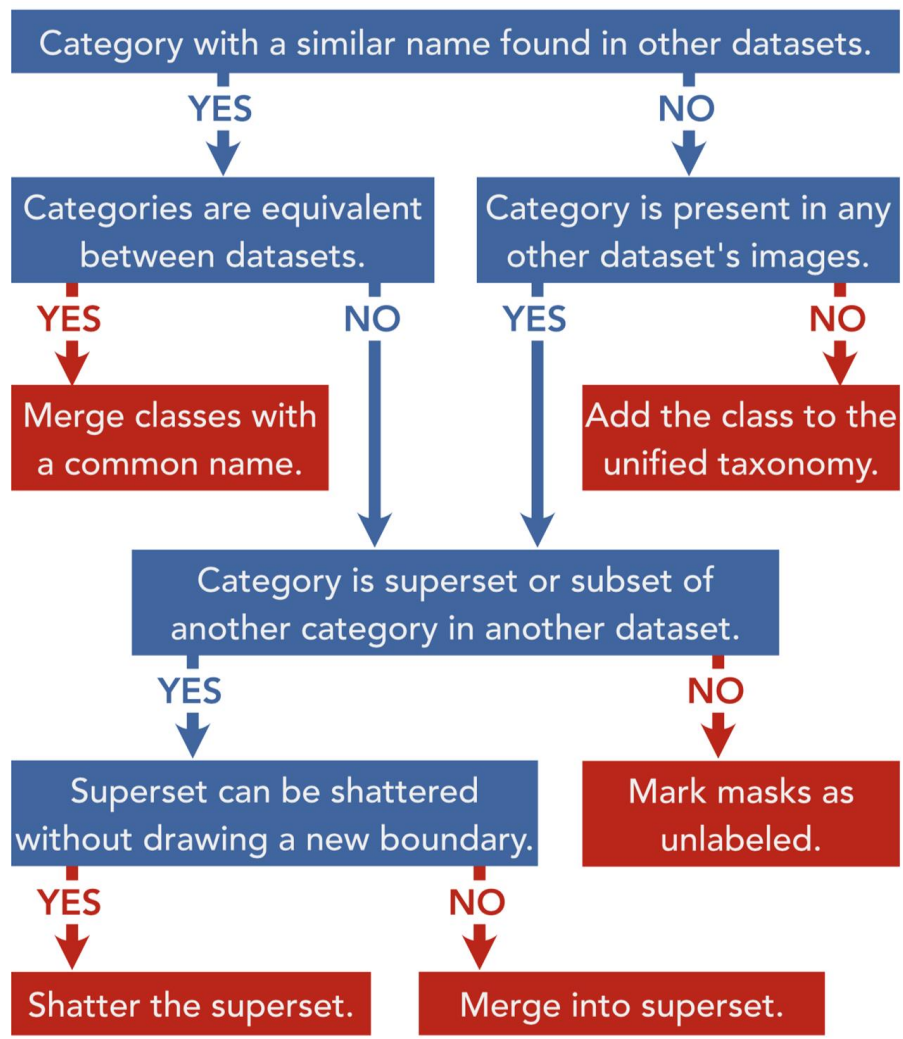 Category with a similar name found in other datasets.
YES
NO
Categories are equivalent
between datasets.
Category is present in any
other dataset's images.
YES
NO
YES
NO
Merge classes with
a common name.
Add the class to the
unified taxonomy.
Category is superset or subset of
another category in another dataset.
YES
NO
Superset can be shattered
without drawing a new boundary.
Mark masks as
unlabeled.
YES
NO
Shatter the superset.
Merge into superset.